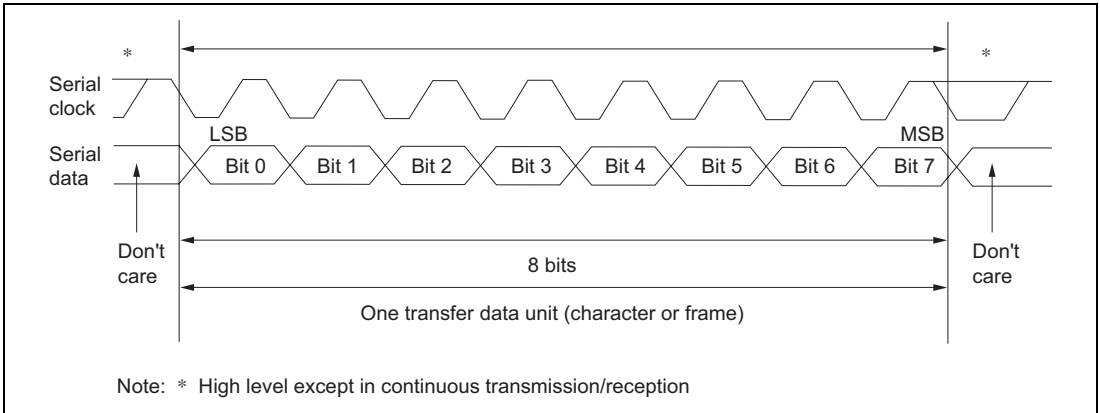 * *
Serial
clock
LSB MSB
Serial
data
Bit 0 Bit 1 Bit 2 Bit 3 Bit 4 Bit 5 Bit 6 Bit 7
Don't
care
Don't
care
8 bits
One transfer data unit (character or frame)
Note: * High level except in continuous transmission/reception